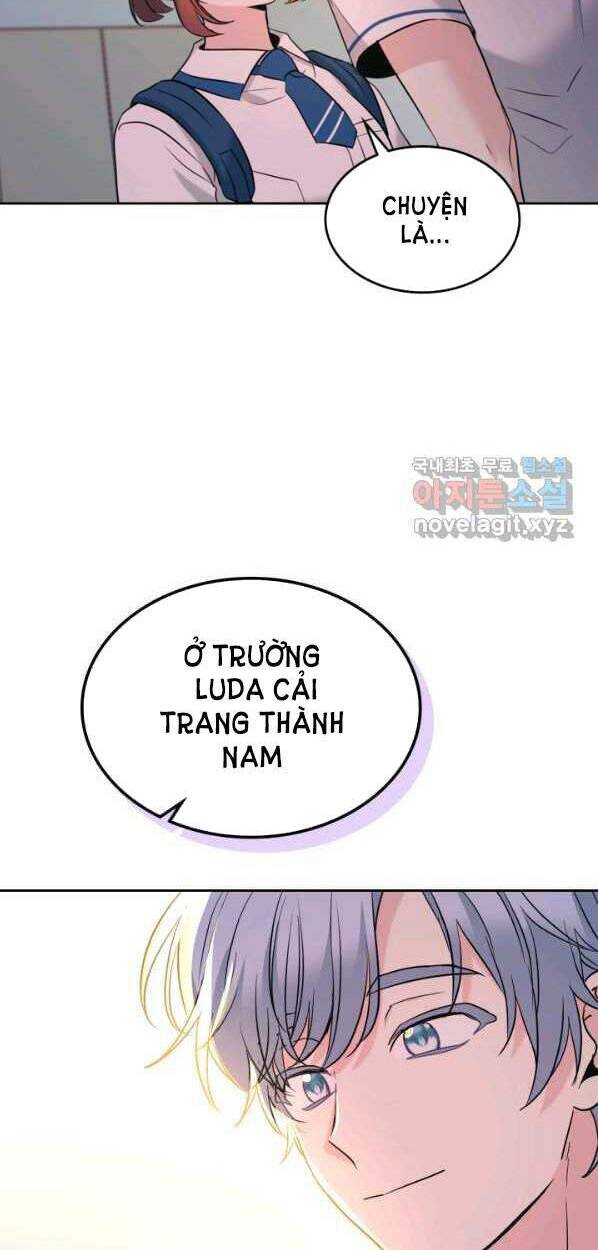 CHUYỆN
LÀ...
국내최초 무료 웹소설
아지툰소설
novelagit.xyz
Ở TRƯỜNG
LUDA CẢI
TRANG THÀNH
NAM